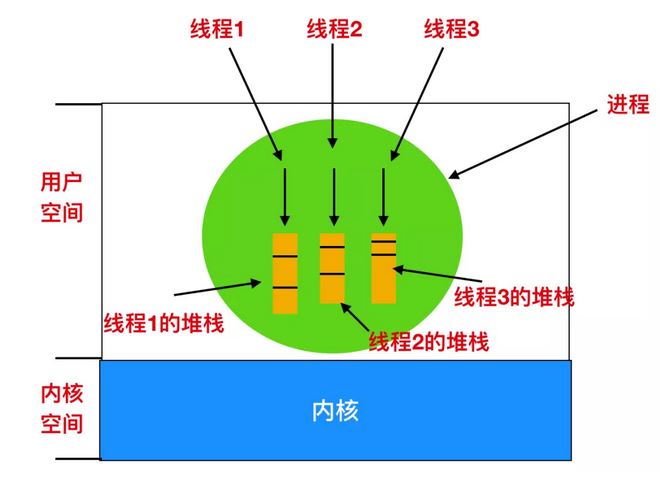 线程1
线程2
线程3
进程
用户
空间
线程1的堆栈
线程3的堆栈
线程2的堆栈
内核
空间
内核